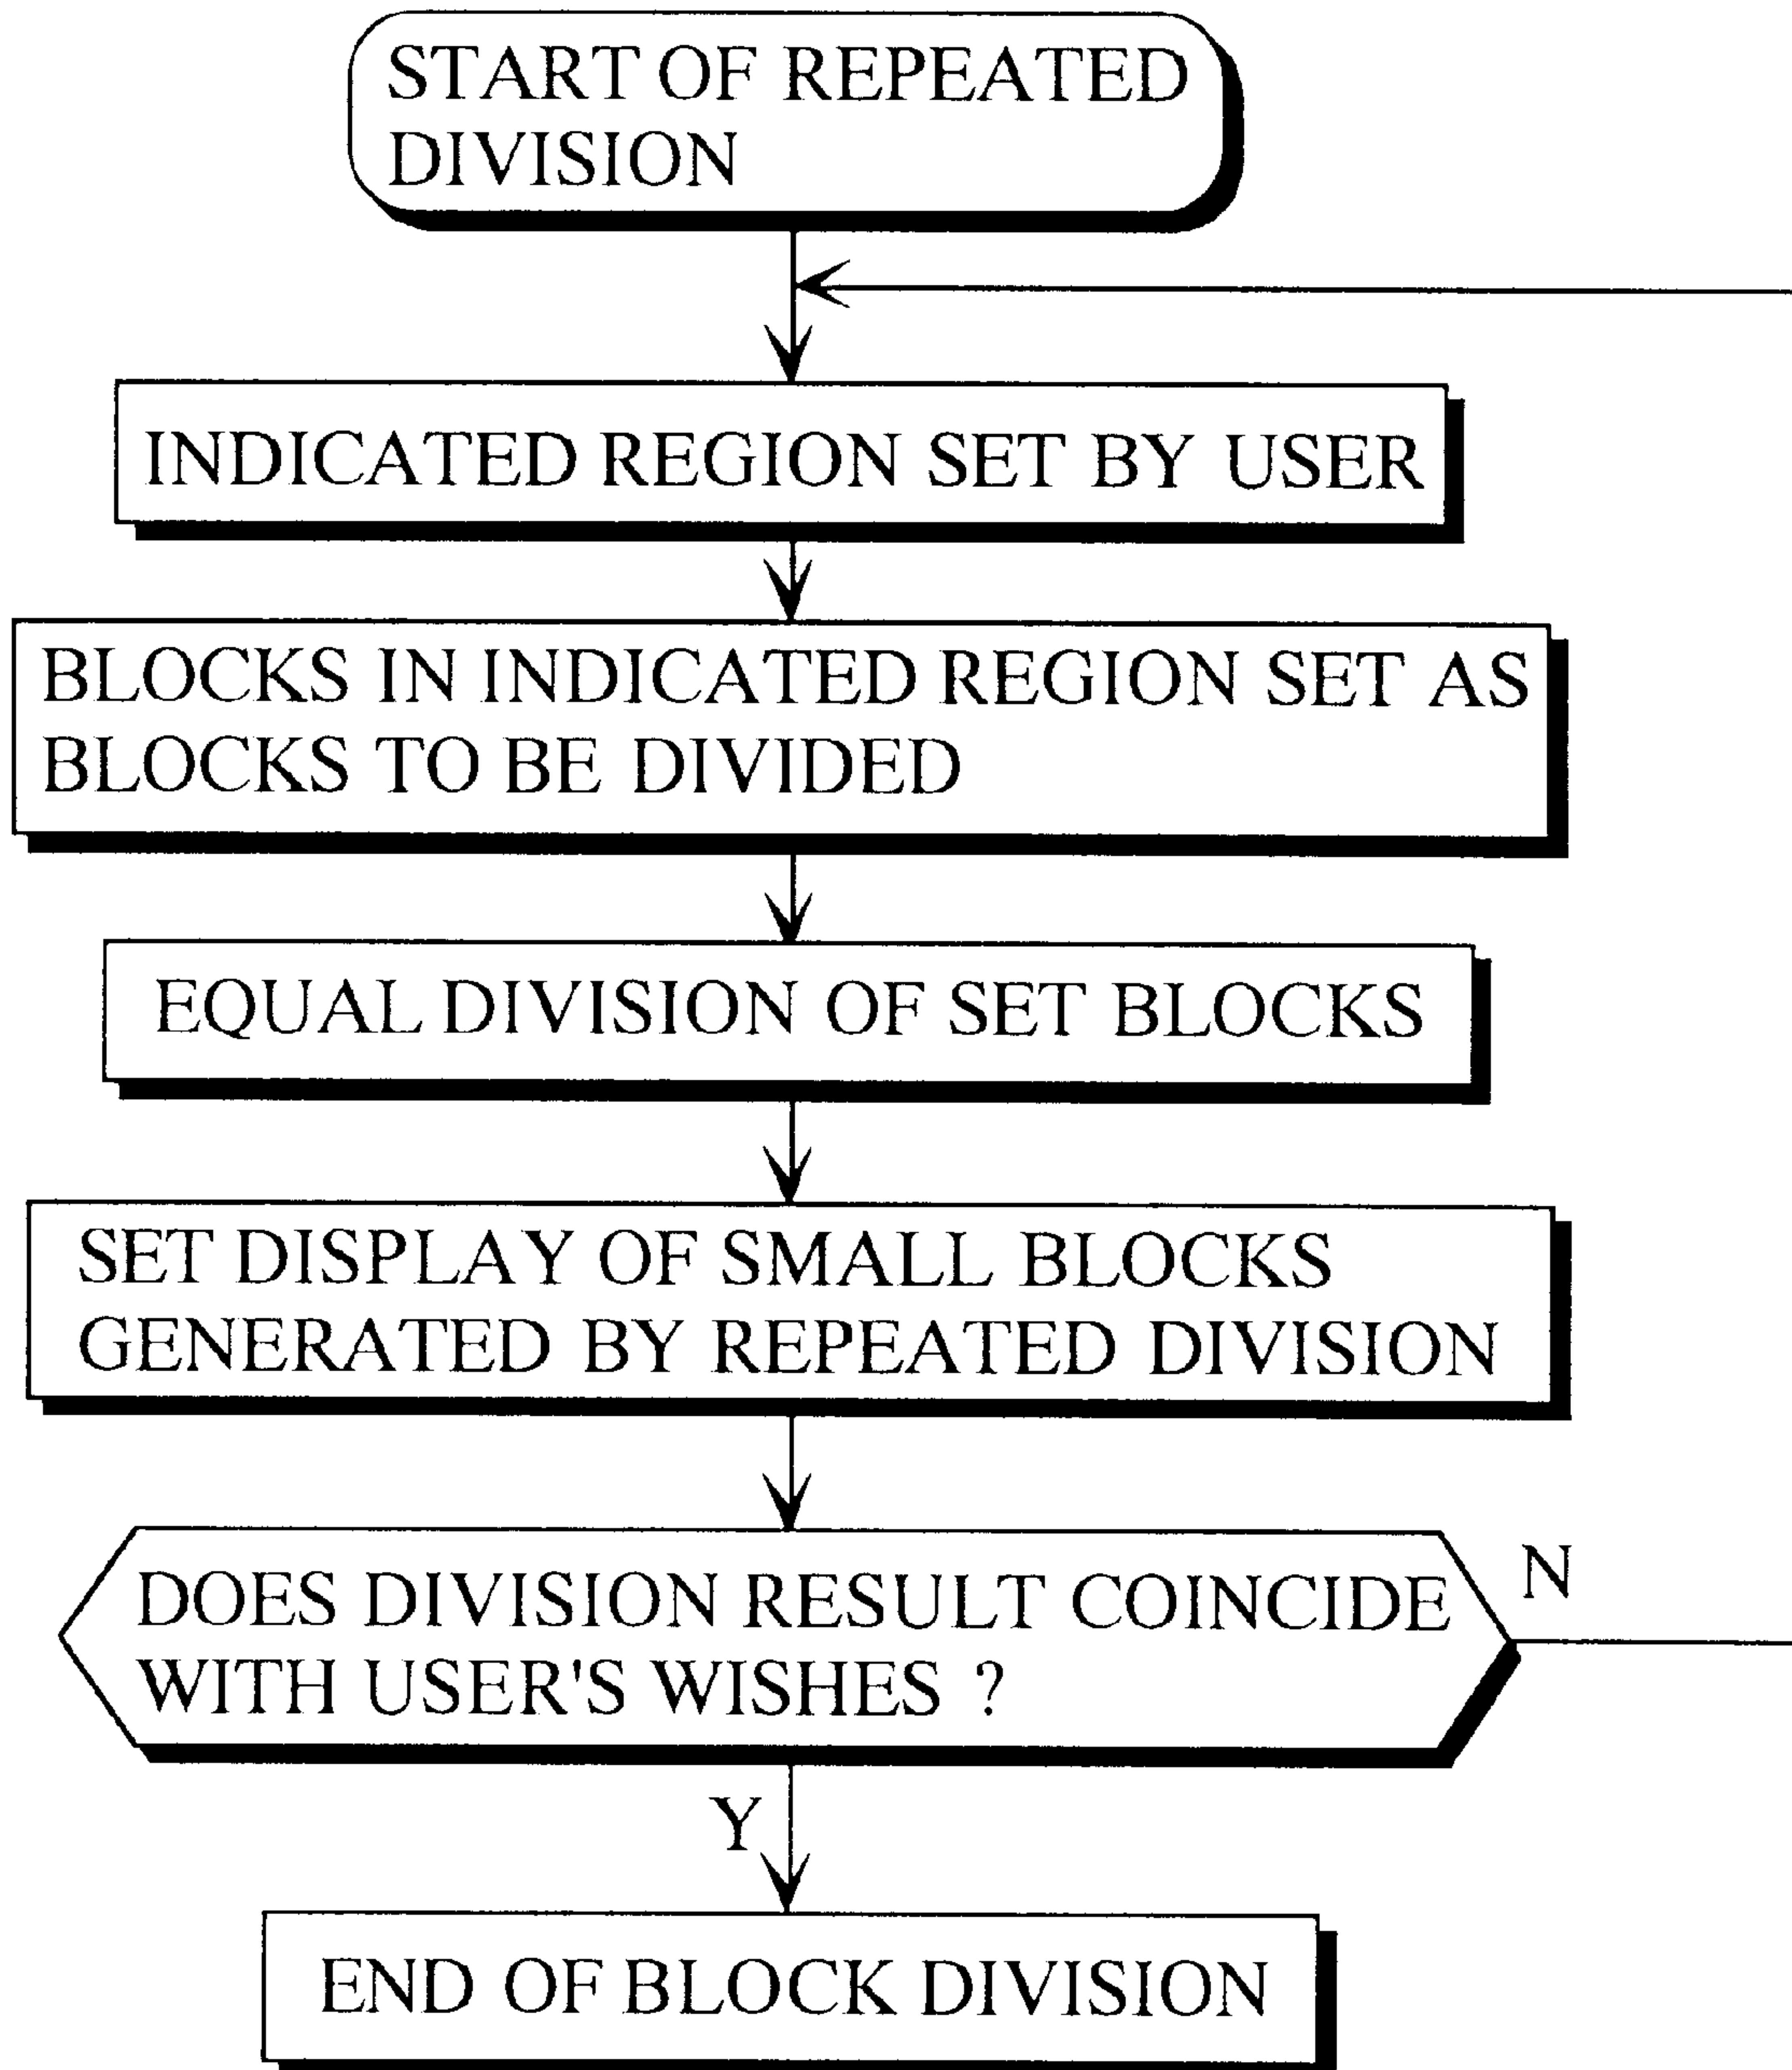 START OF REPEATED
DIVISION
INDICATED REGION SET BY USER
BLOCKS IN INDICATED REGION SET AS
BLOCKS TO BE DIVIDED
EQUAL DIVISION OF SET BLOCKS
SET DISPLAY OF SMALL BLOCKS
GENERATED BY REPEATED DIVISION
DOES DIVISION RESULT COINCIDE
WITH USER'S WISHES ?
N
Y
END OF BLOCK DIVISION